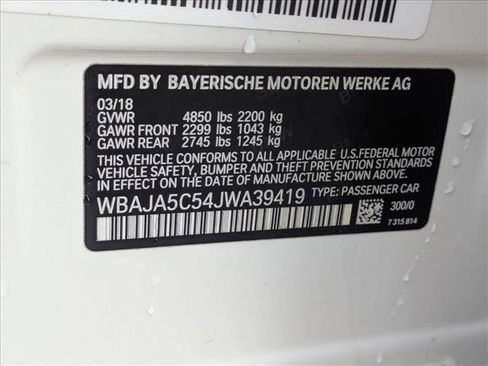 MFD BY BAYERISCHE MOTOREN WERKE AG
03/18
GVWR 4850 lbs 2200 kg
GAWR FRONT 2299 lbs 1043 kg
GAWR REAR 2745 lbs 1245 kg
THIS VEHICLE CONFORMS TO ALL APPLICABLE U.S.FEDERAL MOTOR
VEHICLE SAFETY, BUMPER AND THEFT PREVENTION STANDARDS
IN EFFECT ON THE DATE OF MANUFACTURE SHOWN ABOVE.
WBAJA5C54JWA39419 TYPE: PASSENGER CAR
300/0
7 315 814